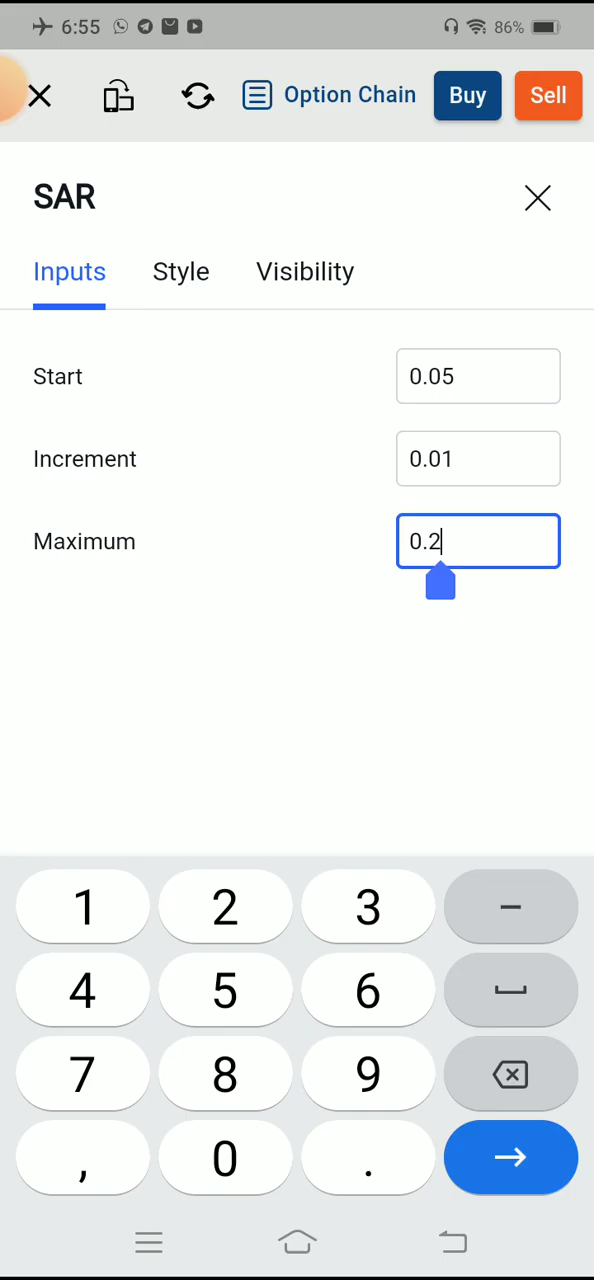 6:55 86%
Option Chain Buy Sell
SAR
Inputs Style Visibility
Start 0.05
Increment 0.01
Maximum 0.2
1 2 3 –
4 5 6
7 8 9
, 0 .